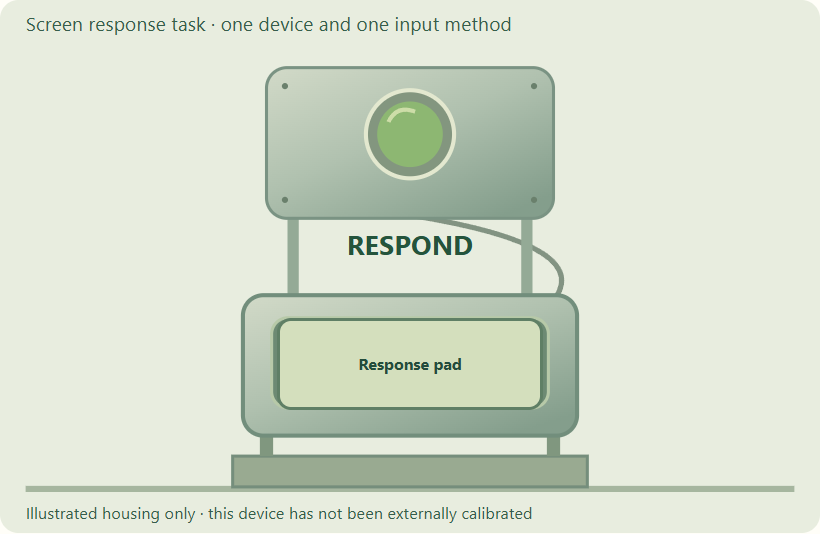 Screen response task · one device and one input method
RESPOND
Response pad
Illustrated housing only · this device has not been externally calibrated